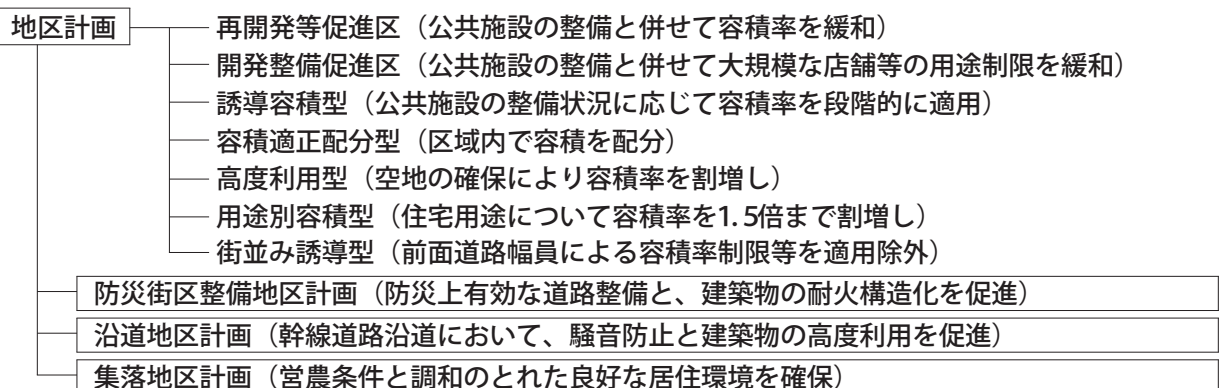 地区計画
再開発等促進区（公共施設の整備と併せて容積率を緩和）
開発整備促進区（公共施設の整備と併せて大規模な店舗等の用途制限を緩和）
誘導容積型（公共施設の整備状況に応じて容積率を段階的に適用）
容積適正配分型（区域内で容積を配分）
高度利用型（空地の確保により容積率を割増し）
用途別容積型（住宅用途について容積率を1.5倍まで割増し）
街並み誘導型（前面道路幅員による容積率制限等を適用除外）
防災街区整備地区計画（防災上有効な道路整備と、建築物の耐火構造化を促進）
沿道地区計画（幹線道路沿道において、騒音防止と建築物の高度利用を促進）
集落地区計画（営農条件と調和のとれた良好な居住環境を確保）